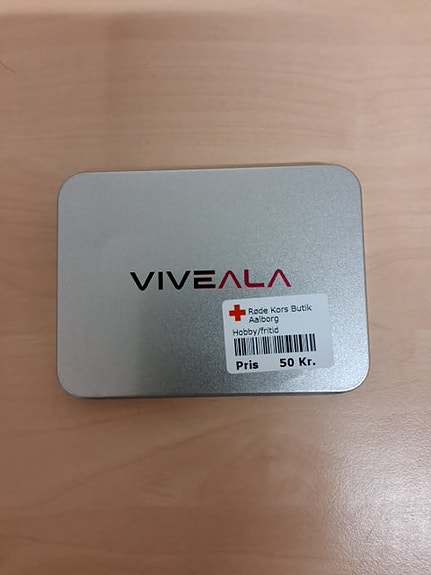 VIVEALA
Røde Kors Butik
Aalborg
Hobby/fritid
Pris 50 Kr.